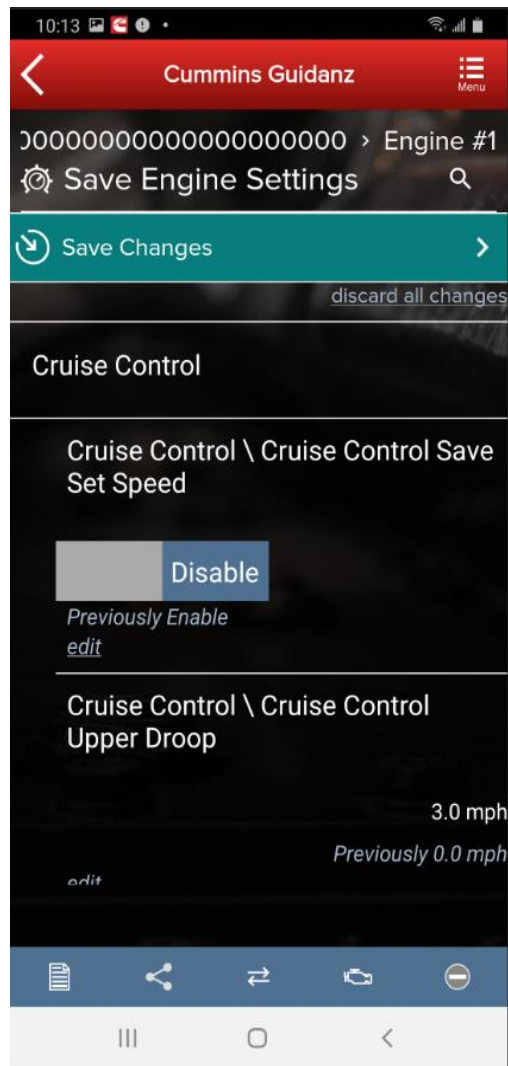 10:13
Cummins Guidanz
Menu
00000000000000000000 > Engine #1
Save Engine Settings
Save Changes
discard all changes
Cruise Control
Cruise Control \ Cruise Control Save
Set Speed
Disable
Previously Enable
edit
Cruise Control \ Cruise Control
Upper Droop
3.0 mph
Previously 0.0 mph
edit